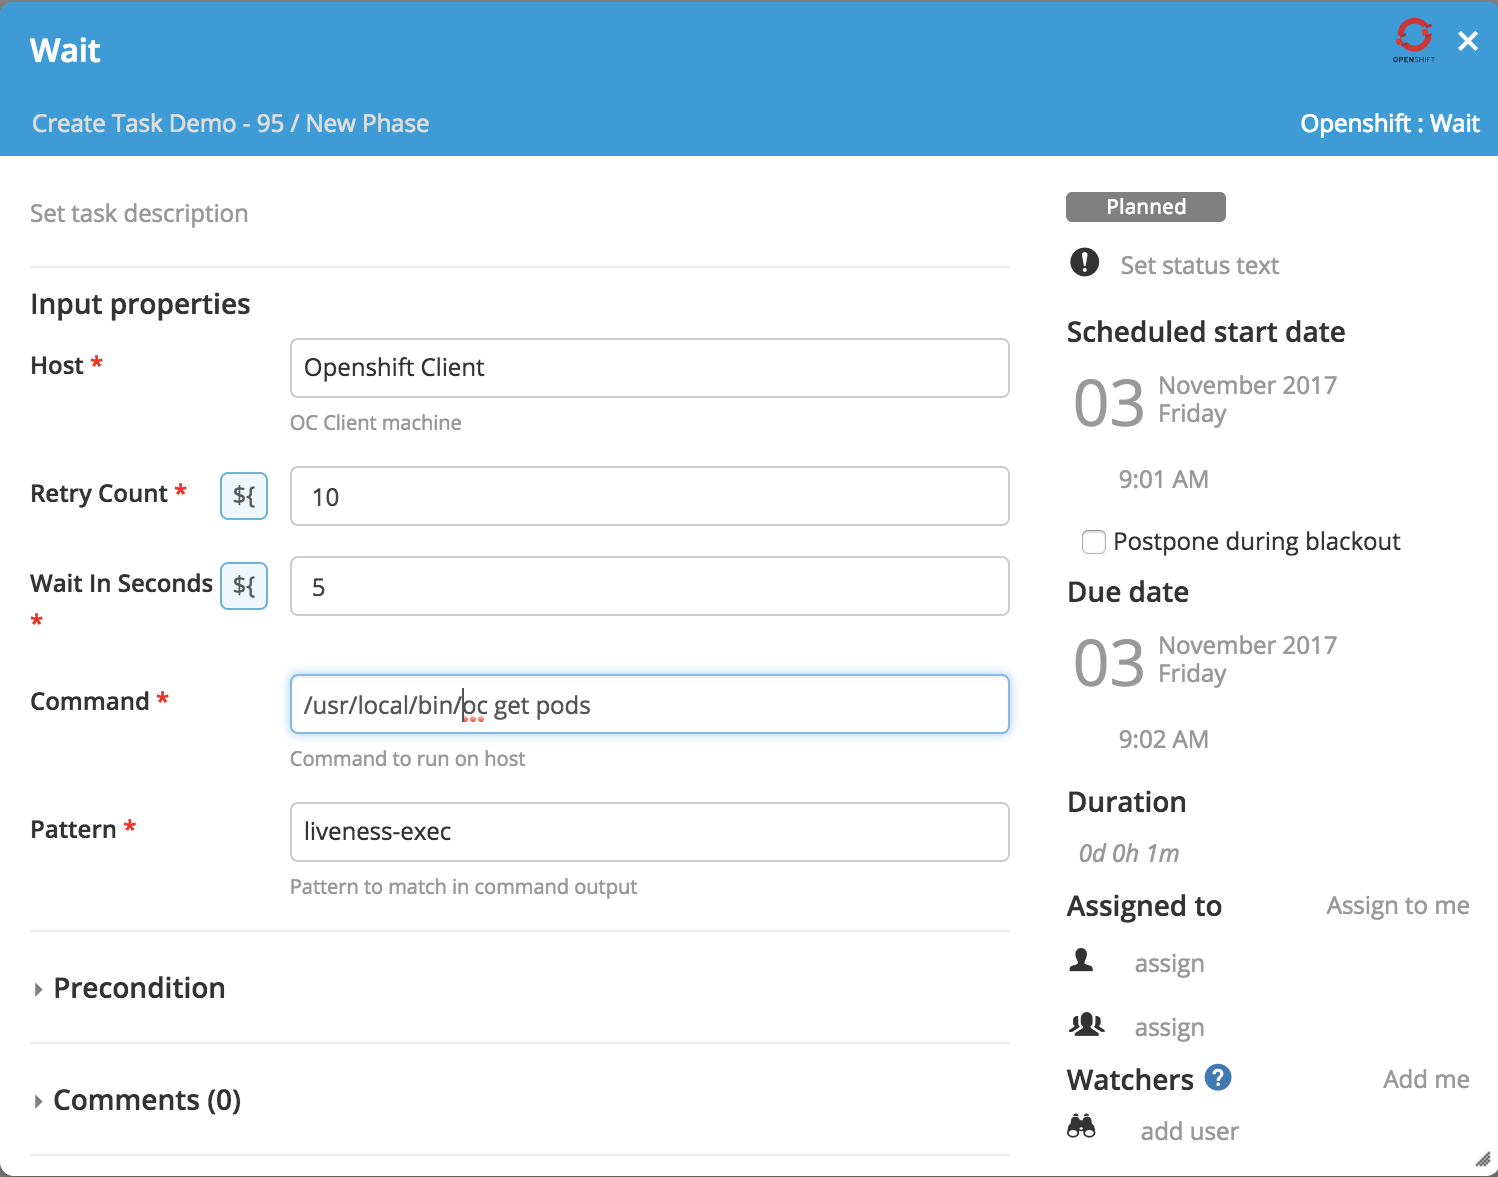 Wait
OPENSHIFT
Create Task Demo - 95 / New Phase
Openshift : Wait
Set task description
Input properties
Host *
Openshift Client
OC Client machine
Retry Count *
${
10
Wait In Seconds
*
${
5
Command *
/usr/local/bin/oc get pods
Command to run on host
Pattern *
liveness-exec
Pattern to match in command output
Precondition
Comments (0)
Planned
Set status text
Scheduled start date
03
November 2017
Friday
9:01 AM
Postpone during blackout
Due date
03
November 2017
Friday
9:02 AM
Duration
0d 0h 1m
Assigned to
Assign to me
assign
assign
Watchers ?
Add me
add user